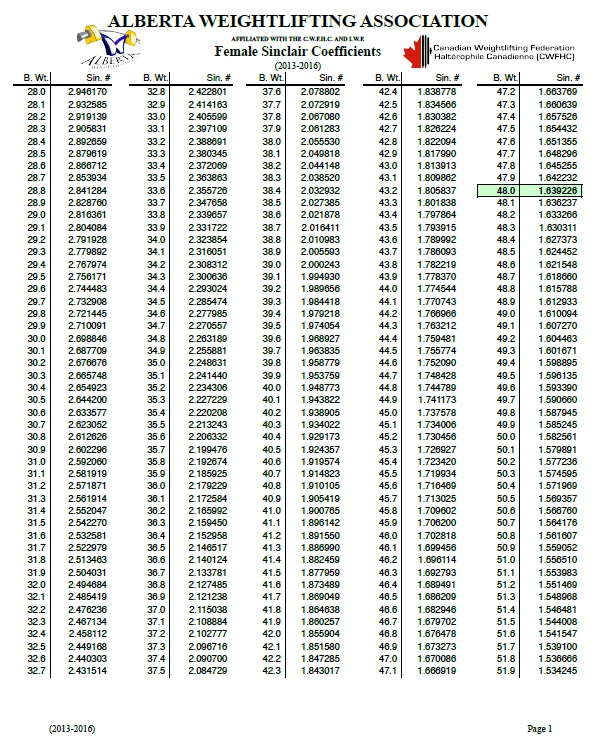 ALBERTA WEIGHTLIFTING ASSOCIATION
AFFILIATED WITH THE C.W.F.H.C. AND I.W.F.
Female Sinclair Coefficients
(2013-2016)
ALBERTA
Canadian Weightlifting Federation
Haltérophile Canadienne (CWFHC)
B. Wt. Sin. # B. Wt. Sin. # B. Wt. Sin. # B. Wt. Sin. # B. Wt. Sin. #
28.0 2.946170 32.8 2.422801 37.6 2.078802 42.4 1.838778 47.2 1.663769
28.1 2.932585 32.9 2.414163 37.7 2.072919 42.5 1.834566 47.3 1.660639
28.2 2.919139 33.0 2.405599 37.8 2.067080 42.6 1.830382 47.4 1.657526
28.3 2.905831 33.1 2.397109 37.9 2.061283 42.7 1.826224 47.5 1.654432
28.4 2.892659 33.2 2.388691 38.0 2.055530 42.8 1.822094 47.6 1.651355
28.5 2.879619 33.3 2.380345 38.1 2.049818 42.9 1.817990 47.7 1.648296
28.6 2.866712 33.4 2.372069 38.2 2.044148 43.0 1.813913 47.8 1.645255
28.7 2.853934 33.5 2.363863 38.3 2.038520 43.1 1.809862 47.9 1.642232
28.8 2.841284 33.6 2.355726 38.4 2.032932 43.2 1.805837 48.0 1.639226
28.9 2.828760 33.7 2.347658 38.5 2.027385 43.3 1.801838 48.1 1.636237
29.0 2.816361 33.8 2.339657 38.6 2.021878 43.4 1.797864 48.2 1.633266
29.1 2.804084 33.9 2.331722 38.7 2.016411 43.5 1.793915 48.3 1.630311
29.2 2.791928 34.0 2.323854 38.8 2.010983 43.6 1.789992 48.4 1.627373
29.3 2.779892 34.1 2.316051 38.9 2.005593 43.7 1.786093 48.5 1.624452
29.4 2.767974 34.2 2.308312 39.0 2.000243 43.8 1.782219 48.6 1.621548
29.5 2.756171 34.3 2.300636 39.1 1.994930 43.9 1.778370 48.7 1.618660
29.6 2.744483 34.4 2.293024 39.2 1.989656 44.0 1.774544 48.8 1.615788
29.7 2.732908 34.5 2.285474 39.3 1.984418 44.1 1.770743 48.9 1.612933
29.8 2.721445 34.6 2.277985 39.4 1.979218 44.2 1.766966 49.0 1.610094
29.9 2.710091 34.7 2.270557 39.5 1.974054 44.3 1.763212 49.1 1.607270
30.0 2.698846 34.8 2.263189 39.6 1.968927 44.4 1.759481 49.2 1.604463
30.1 2.687709 34.9 2.255881 39.7 1.963835 44.5 1.755774 49.3 1.601671
30.2 2.676676 35.0 2.248631 39.8 1.958779 44.6 1.752090 49.4 1.598895
30.3 2.665748 35.1 2.241440 39.9 1.953759 44.7 1.748428 49.5 1.596135
30.4 2.654923 35.2 2.234306 40.0 1.948773 44.8 1.744789 49.6 1.593390
30.5 2.644200 35.3 2.227229 40.1 1.943822 44.9 1.741173 49.7 1.590660
30.6 2.633577 35.4 2.220208 40.2 1.938905 45.0 1.737578 49.8 1.587945
30.7 2.623052 35.5 2.213243 40.3 1.934022 45.1 1.734006 49.9 1.585245
30.8 2.612626 35.6 2.206332 40.4 1.929173 45.2 1.730456 50.0 1.582561
30.9 2.602296 35.7 2.199476 40.5 1.924357 45.3 1.726927 50.1 1.579891
31.0 2.592060 35.8 2.192674 40.6 1.919574 45.4 1.723420 50.2 1.577236
31.1 2.581919 35.9 2.185925 40.7 1.914823 45.5 1.719934 50.3 1.574595
31.2 2.571871 36.0 2.179229 40.8 1.910105 45.6 1.716469 50.4 1.571969
31.3 2.561914 36.1 2.172584 40.9 1.905419 45.7 1.713025 50.5 1.569357
31.4 2.552047 36.2 2.165992 41.0 1.900765 45.8 1.709602 50.6 1.566760
31.5 2.542270 36.3 2.159450 41.1 1.896142 45.9 1.706200 50.7 1.564176
31.6 2.532581 36.4 2.152958 41.2 1.891550 46.0 1.702818 50.8 1.561607
31.7 2.522979 36.5 2.146517 41.3 1.886990 46.1 1.699456 50.9 1.559052
31.8 2.513463 36.6 2.140124 41.4 1.882459 46.2 1.696114 51.0 1.556510
31.9 2.504031 36.7 2.133781 41.5 1.877959 46.3 1.692793 51.1 1.553983
32.0 2.494684 36.8 2.127485 41.6 1.873489 46.4 1.689491 51.2 1.551469
32.1 2.485419 36.9 2.121238 41.7 1.869049 46.5 1.686209 51.3 1.548968
32.2 2.476236 37.0 2.115038 41.8 1.864638 46.6 1.682946 51.4 1.546481
32.3 2.467134 37.1 2.108884 41.9 1.860257 46.7 1.679702 51.5 1.544008
32.4 2.458112 37.2 2.102777 42.0 1.855904 46.8 1.676478 51.6 1.541547
32.5 2.449168 37.3 2.096716 42.1 1.851580 46.9 1.673273 51.7 1.539100
32.6 2.440303 37.4 2.090700 42.2 1.847285 47.0 1.670086 51.8 1.536666
32.7 2.431514 37.5 2.084729 42.3 1.843017 47.1 1.666919 51.9 1.534245
(2013-2016) Page 1